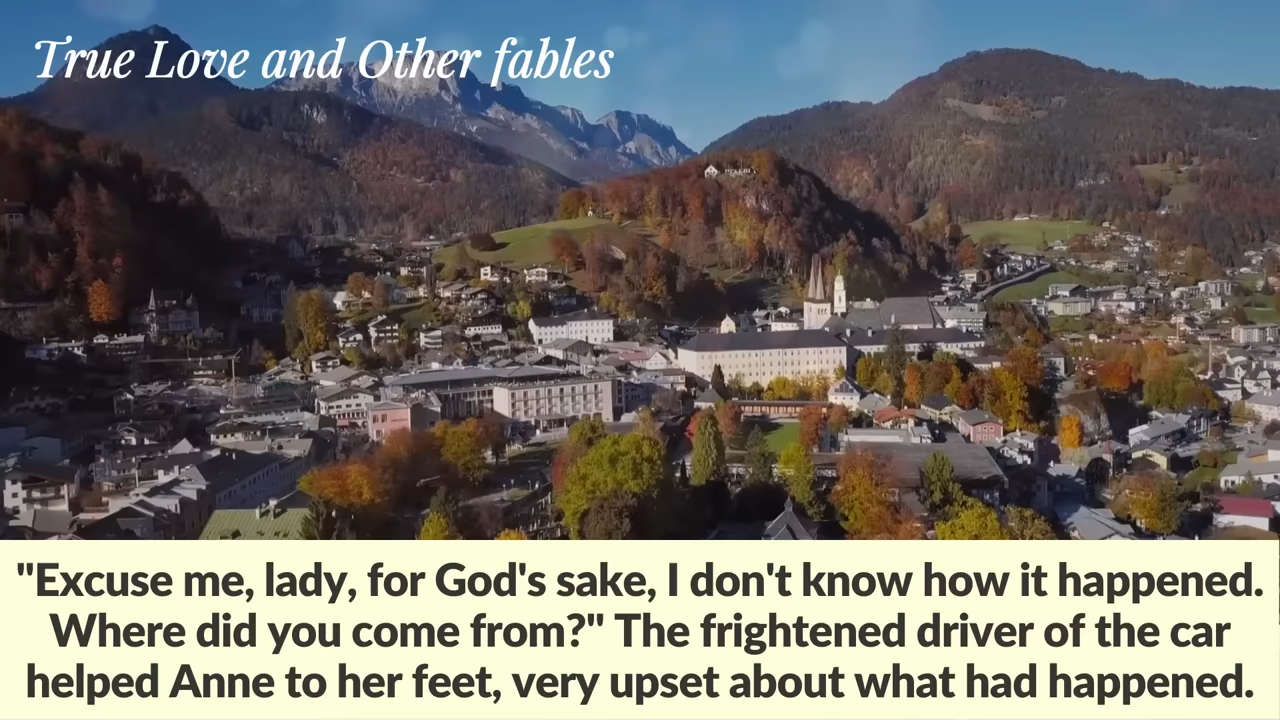 True Love and Other fables
"Excuse me, lady, for God's sake, I don't know how it happened.
Where did you come from?" The frightened driver of the car
helped Anne to her feet, very upset about what had happened.